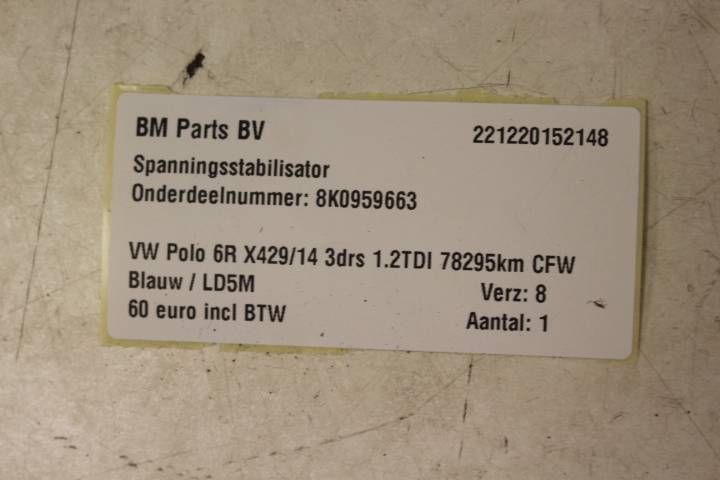 BM Parts BV 221220152148
Spanningsstabilisator
Onderdeelnummer: 8K0959663
VW Polo 6R X429/14 3drs 1.2TDI 78295km CFW
Blauw / LD5M Verz: 8
60 euro incl BTW Aantal: 1